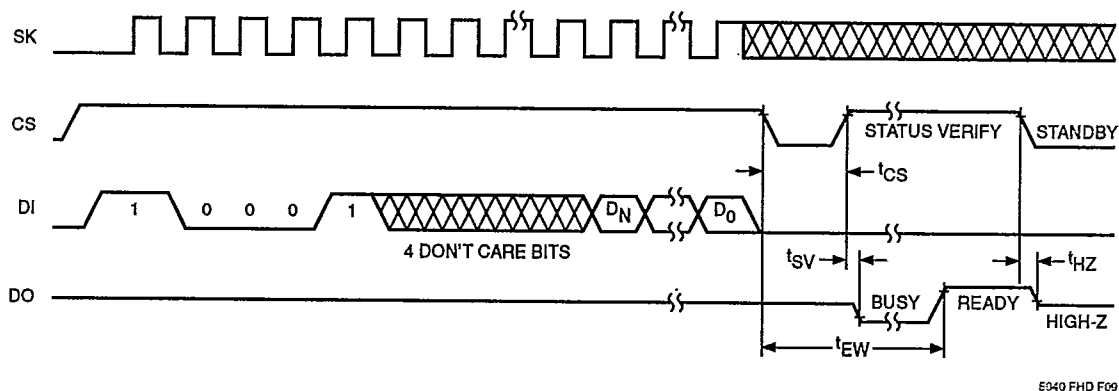 SK
CS
STATUS VERIFY
STANDBY
tCS
DI
1
0
0
0
1
DN
D0
4 DON'T CARE BITS
tSV
tHZ
DO
BUSY
READY
HIGH-Z
tEW
5040 FHD F09